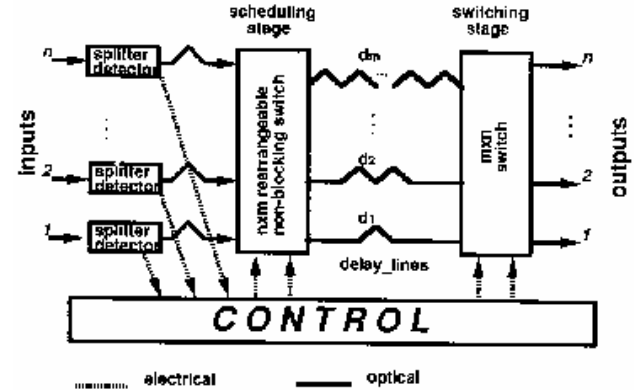 scheduling stage
switching stage
n
splitter detector
dm
n
inputs
nxm rearrangeable non-blocking switch
mxn switch
outputs
2
splitter detector
d2
2
1
splitter detector
d1
1
delay_lines
CONTROL
electrical
optical